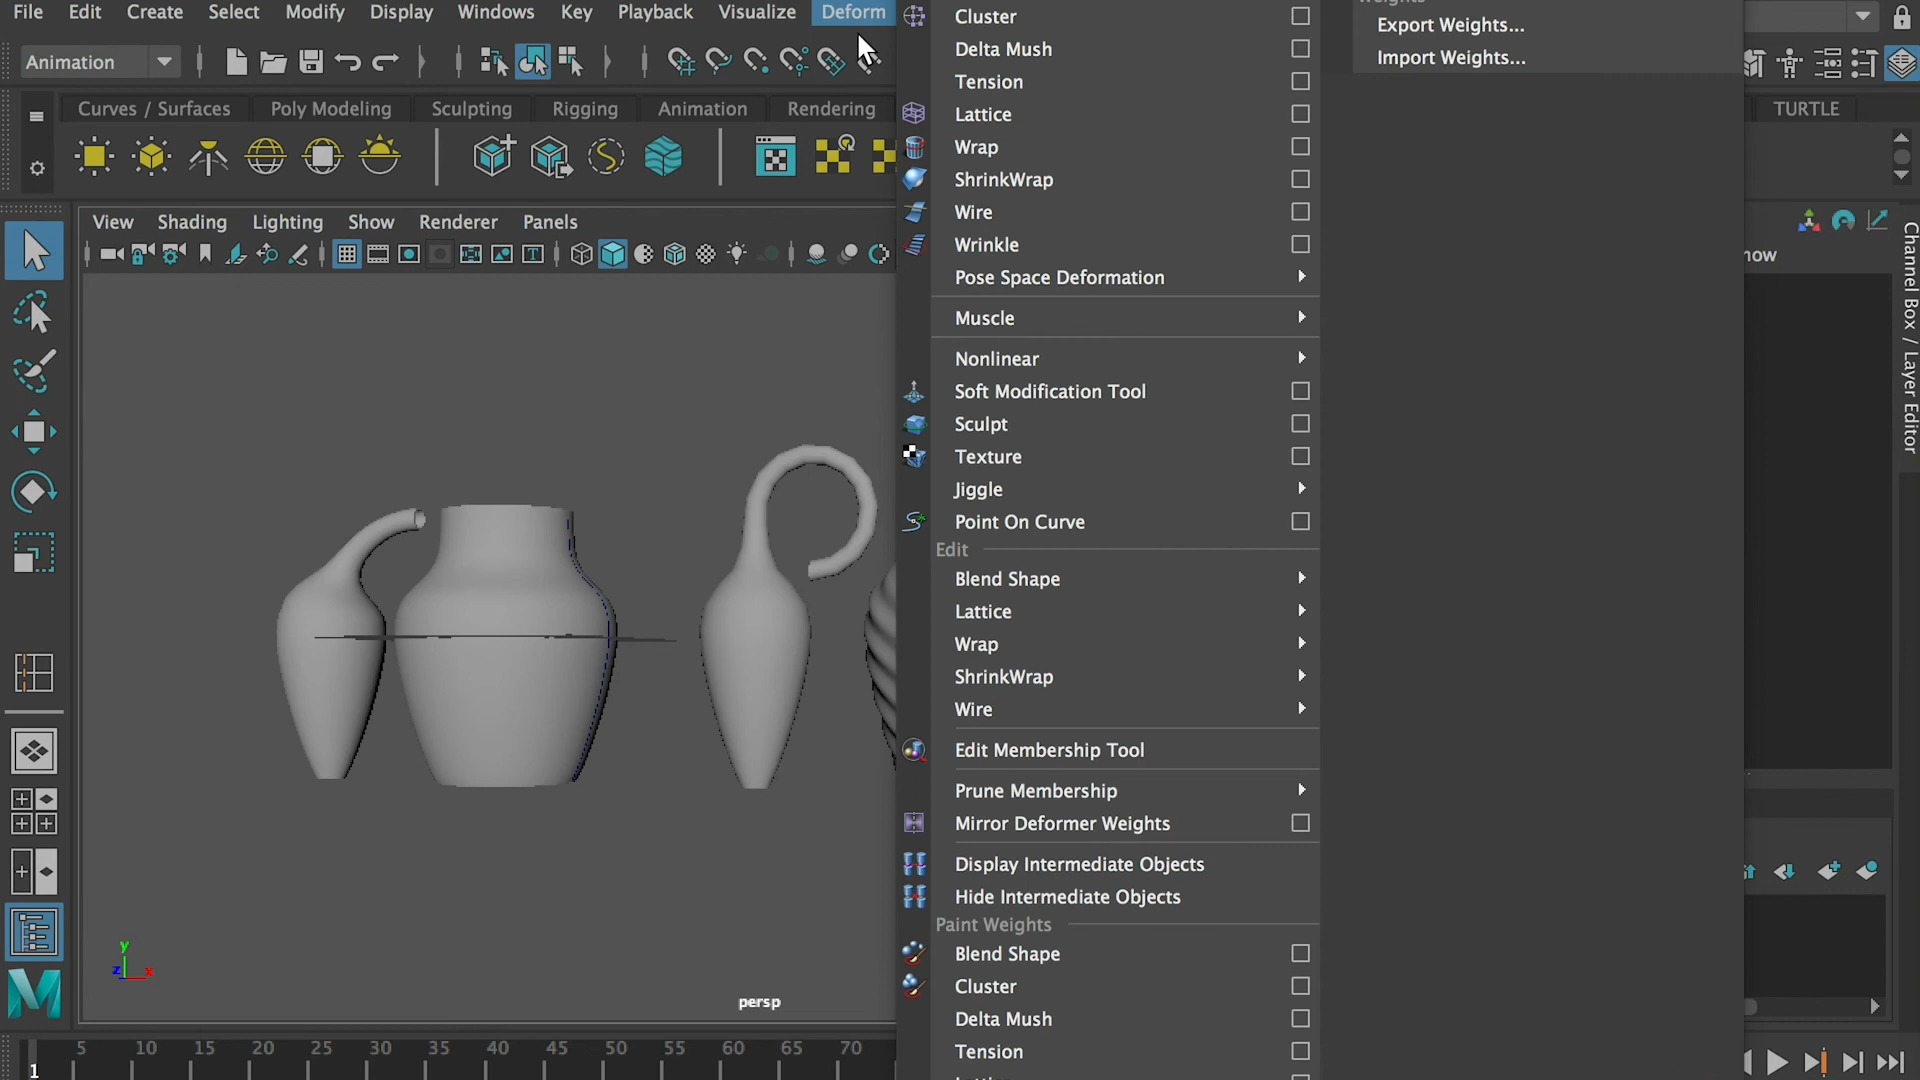 File Edit Create Select Modify Display Windows Key Playback Visualize Deform
Animation
Curves / Surfaces Poly Modeling Sculpting Rigging Animation Rendering TURTLE
View Shading Lighting Show Renderer Panels
Cluster
Delta Mush
Tension
Lattice
Wrap
ShrinkWrap
Wire
Wrinkle
Pose Space Deformation
Muscle
Nonlinear
Soft Modification Tool
Sculpt
Texture
Jiggle
Point On Curve
Edit
Blend Shape
Lattice
Wrap
ShrinkWrap
Wire
Edit Membership Tool
Prune Membership
Mirror Deformer Weights
Display Intermediate Objects
Hide Intermediate Objects
Paint Weights
Blend Shape
Cluster
Delta Mush
Tension
Weights
Export Weights...
Import Weights...
Channel Box / Layer Editor
y
z x
persp
5 10 15 20 25 30 35 40 45 50 55 60 65 70
1